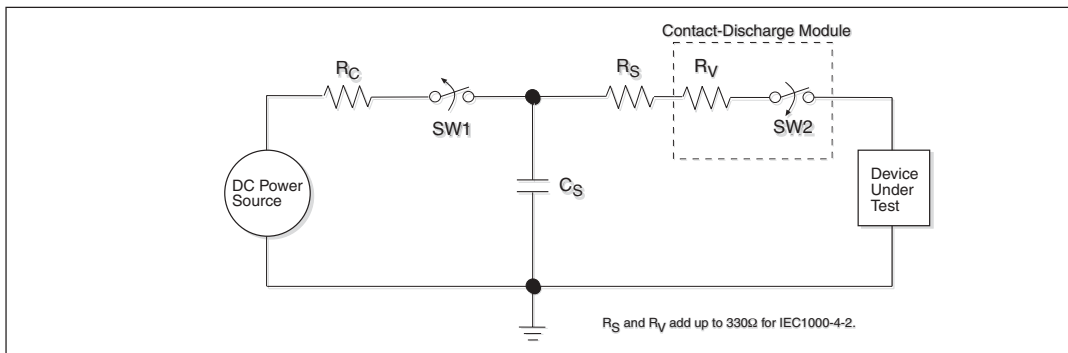 Contact-Discharge Module
RC
RS
RV
SW1
SW2
DC Power
Source
CS
Device
Under
Test
RS and RV add up to 330Ω for IEC1000-4-2.